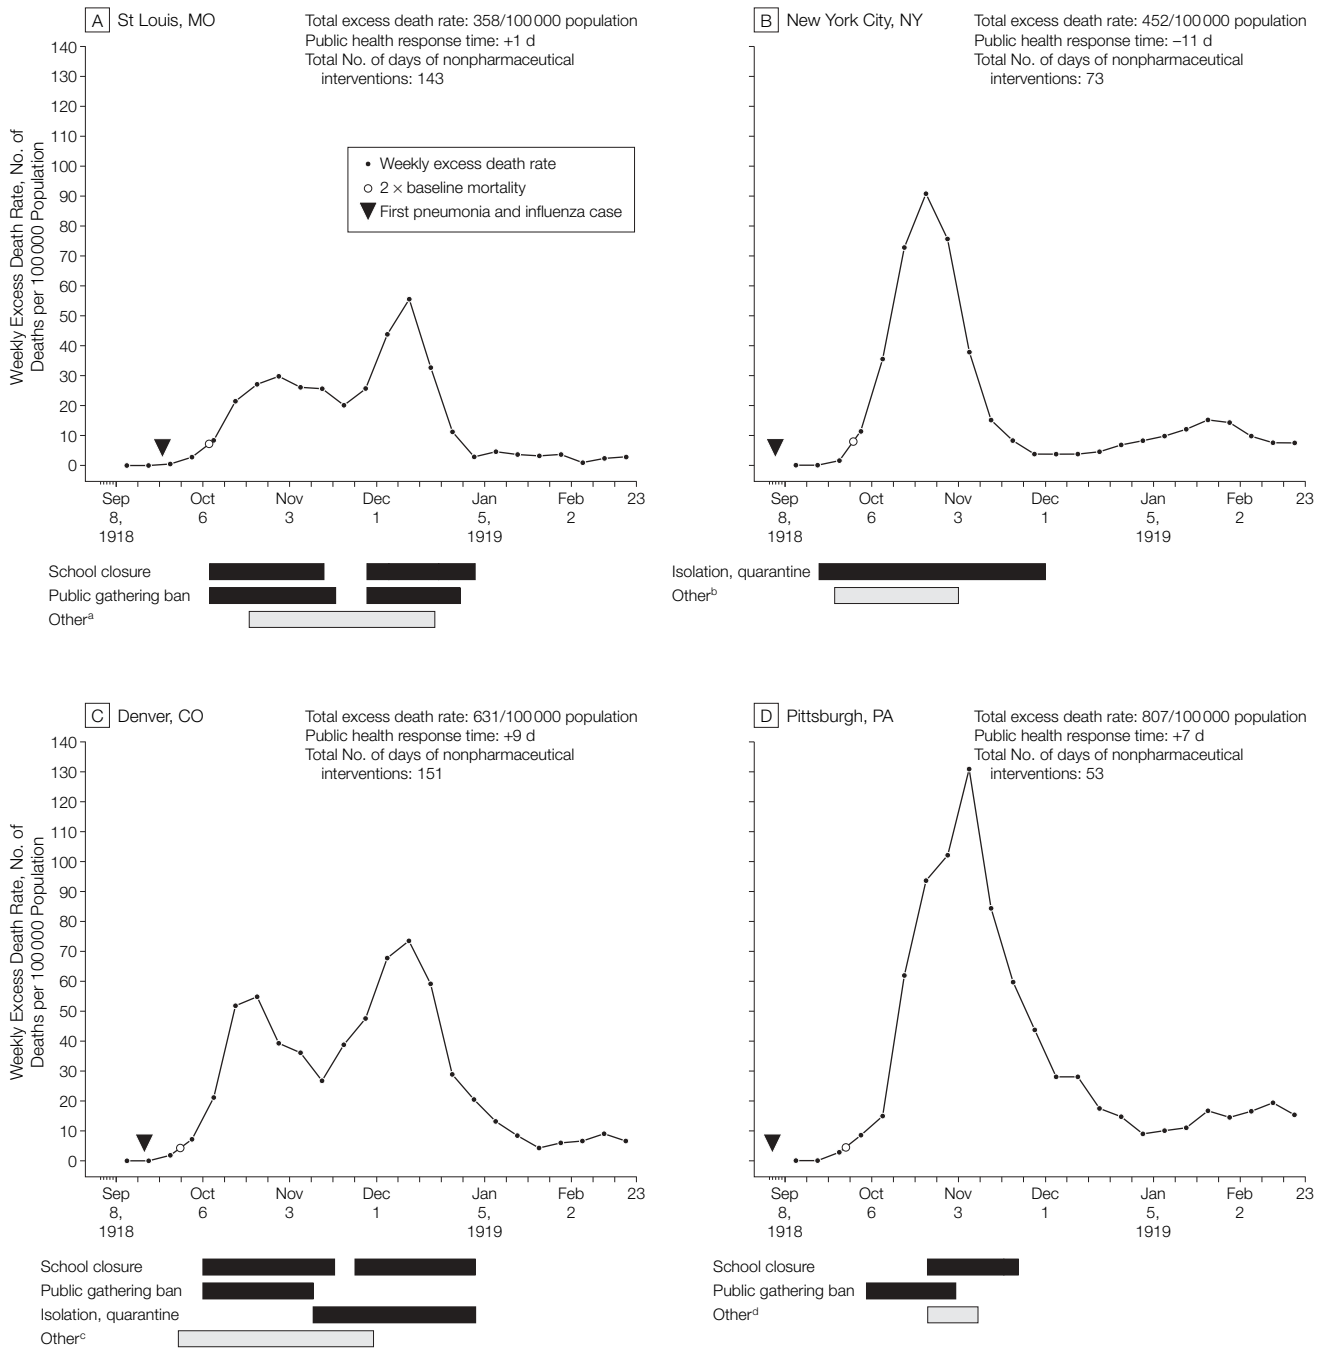 A St Louis, MO
Total excess death rate: 358/100 000 population
Public health response time: +1 d
Total No. of days of nonpharmaceutical
interventions: 143
Weekly Excess Death Rate, No. of
Deaths per 100 000 Population
140
130
120
110
100
90
80
70
60
50
40
30
20
10
0
Weekly excess death rate
2 × baseline mortality
First pneumonia and influenza case
Sep Oct Nov Dec Jan Feb 23
8, 6 3 1 5, 2
1918 1919
School closure
Public gathering ban
Otherᵃ
B New York City, NY
Total excess death rate: 452/100 000 population
Public health response time: –11 d
Total No. of days of nonpharmaceutical
interventions: 73
Sep Oct Nov Dec Jan Feb 23
8, 6 3 1 5, 2
1918 1919
Isolation, quarantine
Otherᵇ
C Denver, CO
Total excess death rate: 631/100 000 population
Public health response time: +9 d
Total No. of days of nonpharmaceutical
interventions: 151
Weekly Excess Death Rate, No. of
Deaths per 100 000 Population
140
130
120
110
100
90
80
70
60
50
40
30
20
10
0
Sep Oct Nov Dec Jan Feb 23
8, 6 3 1 5, 2
1918 1919
School closure
Public gathering ban
Isolation, quarantine
Otherᶜ
D Pittsburgh, PA
Total excess death rate: 807/100 000 population
Public health response time: +7 d
Total No. of days of nonpharmaceutical
interventions: 53
Sep Oct Nov Dec Jan Feb 23
8, 6 3 1 5, 2
1918 1919
School closure
Public gathering ban
Otherᵈ